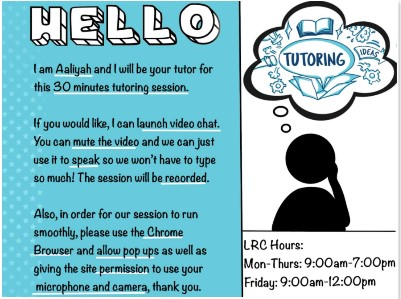 HELLO
I am Aaliyah and I will be your tutor for
this 30 minutes tutoring session.
If you would like, I can launch video chat.
You can mute the video and we can just
use it to speak so we won't have to type
so much! The session will be recorded.
Also, in order for our session to run
smoothly, please use the Chrome
Browser and allow pop ups as well as
giving the site permission to use your
microphone and camera, thank you.
TUTORING
IDEAS
LRC Hours:
Mon-Thurs: 9:00am-7:00pm
Friday: 9:00am-12:00pm